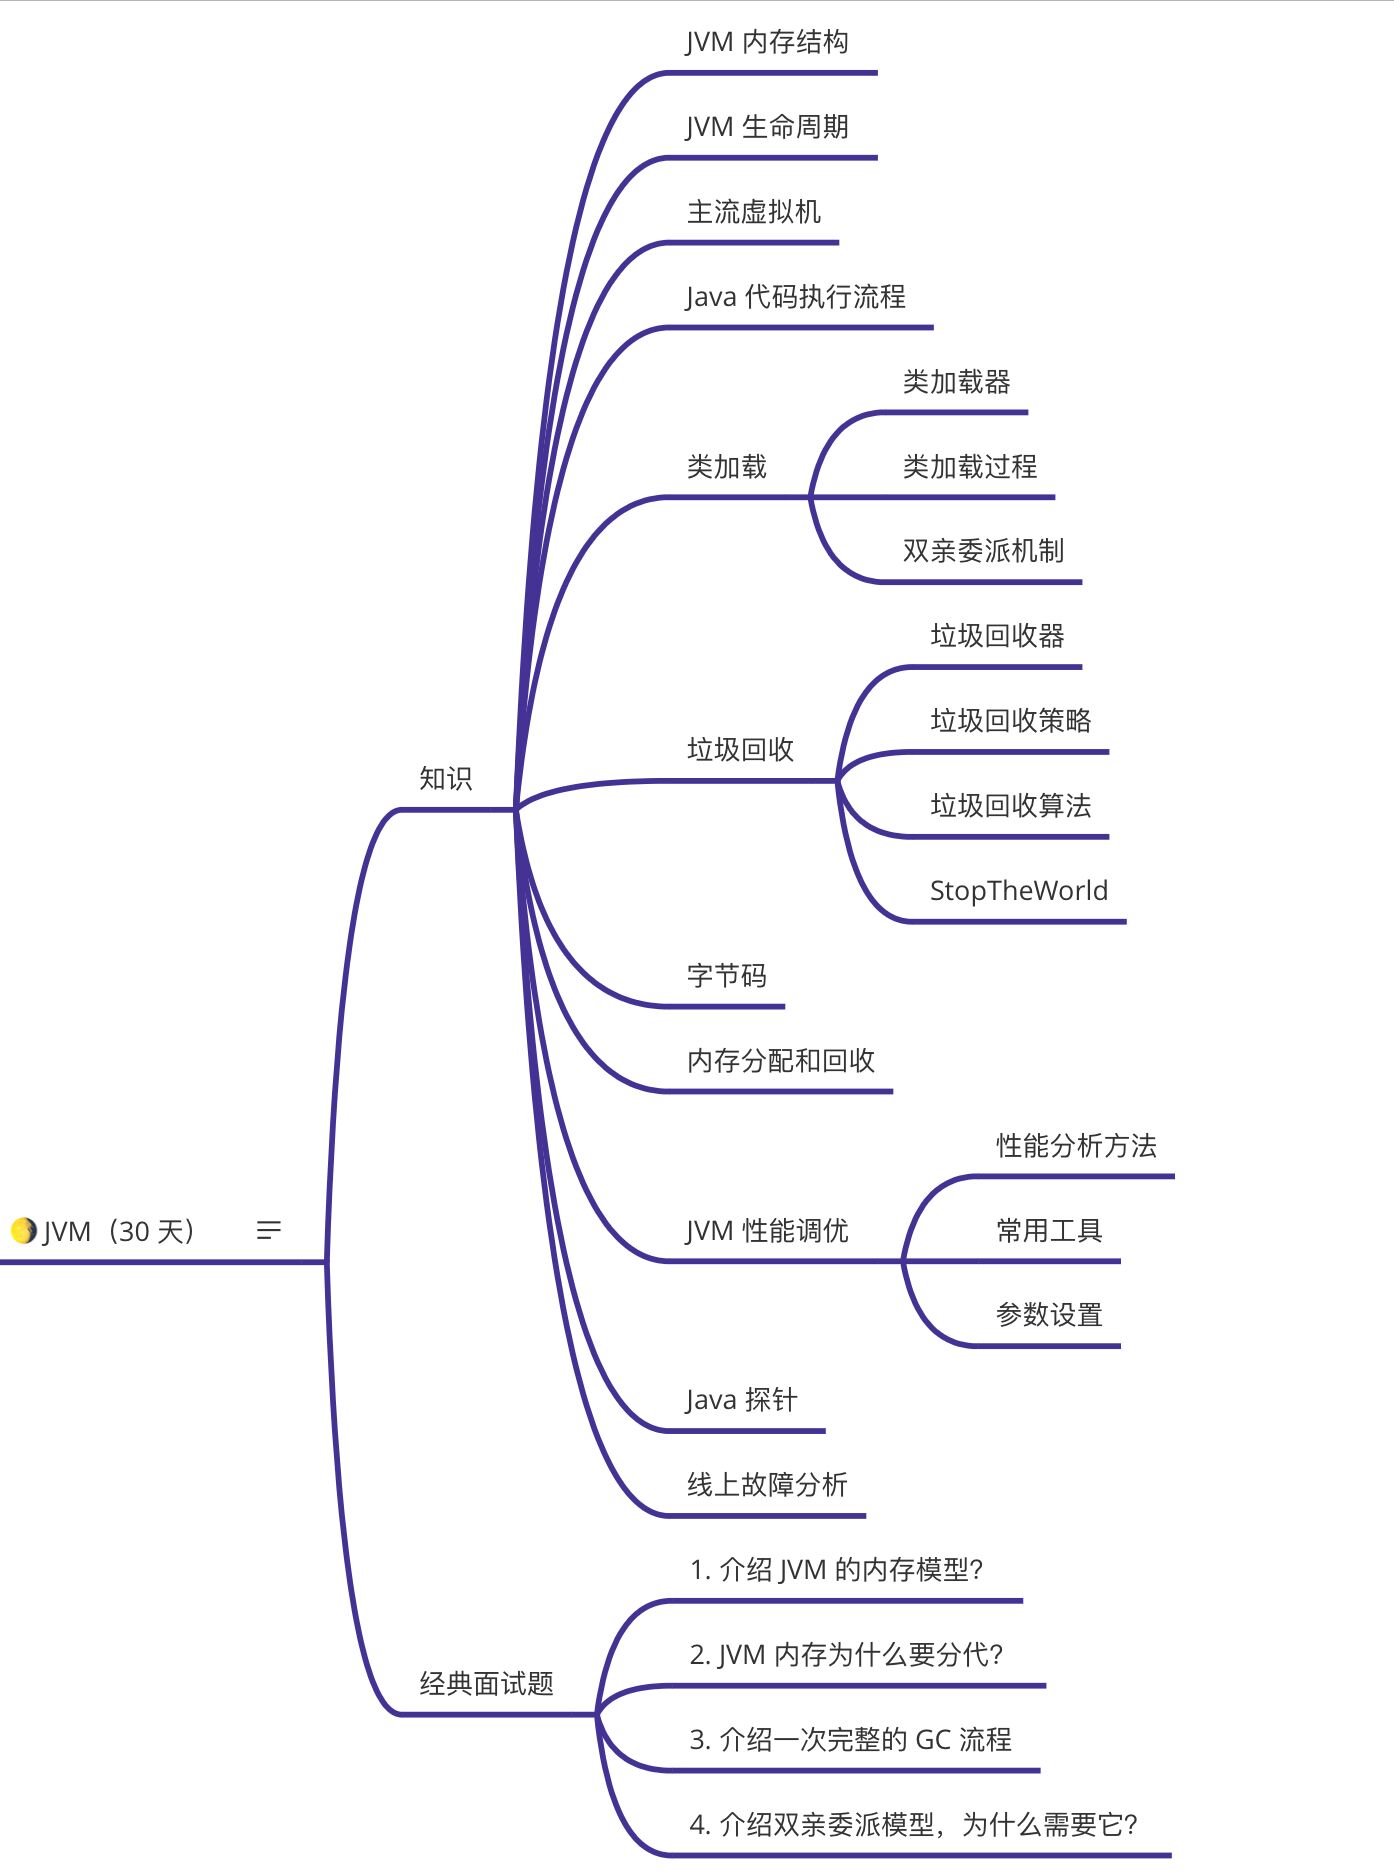 JVM 内存结构
JVM 生命周期
主流虚拟机
Java 代码执行流程
类加载器
类加载
类加载过程
双亲委派机制
垃圾回收器
垃圾回收策略
垃圾回收
知识
垃圾回收算法
StopTheWorld
字节码
内存分配和回收
性能分析方法
JVM（30 天）
JVM 性能调优
常用工具
参数设置
Java 探针
线上故障分析
1. 介绍 JVM 的内存模型?
2. JVM 内存为什么要分代?
经典面试题
3. 介绍一次完整的 GC 流程
4. 介绍双亲委派模型，为什么需要它?